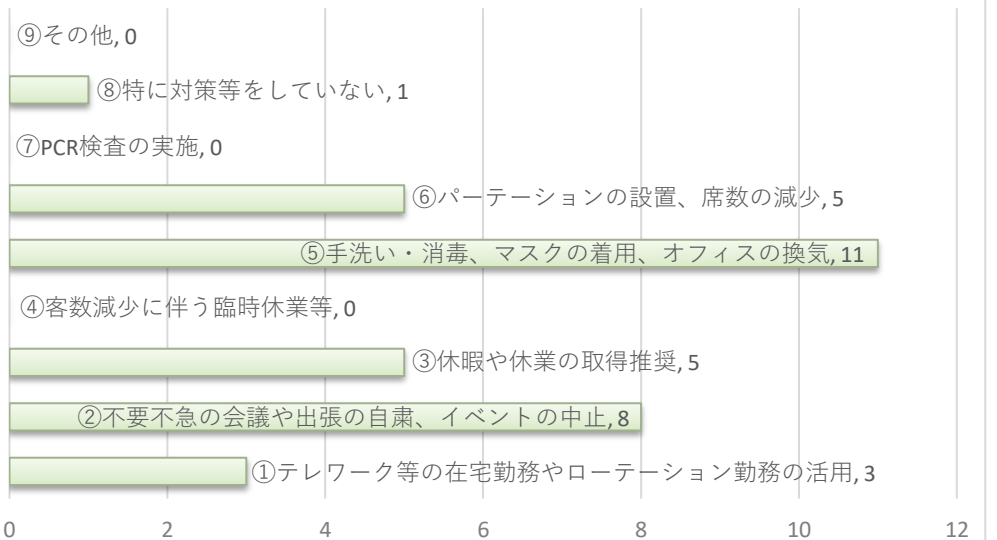 ⑨その他, 0
⑧特に対策等をしていない, 1
⑦PCR検査の実施, 0
⑥パーテーションの設置、席数の減少, 5
⑤手洗い・消毒、マスクの着用、オフィスの換気, 11
④客数減少に伴う臨時休業等, 0
③休暇や休業の取得推奨, 5
②不要不急の会議や出張の自粛、イベントの中止, 8
①テレワーク等の在宅勤務やローテーション勤務の活用, 3
0 2 4 6 8 10 12